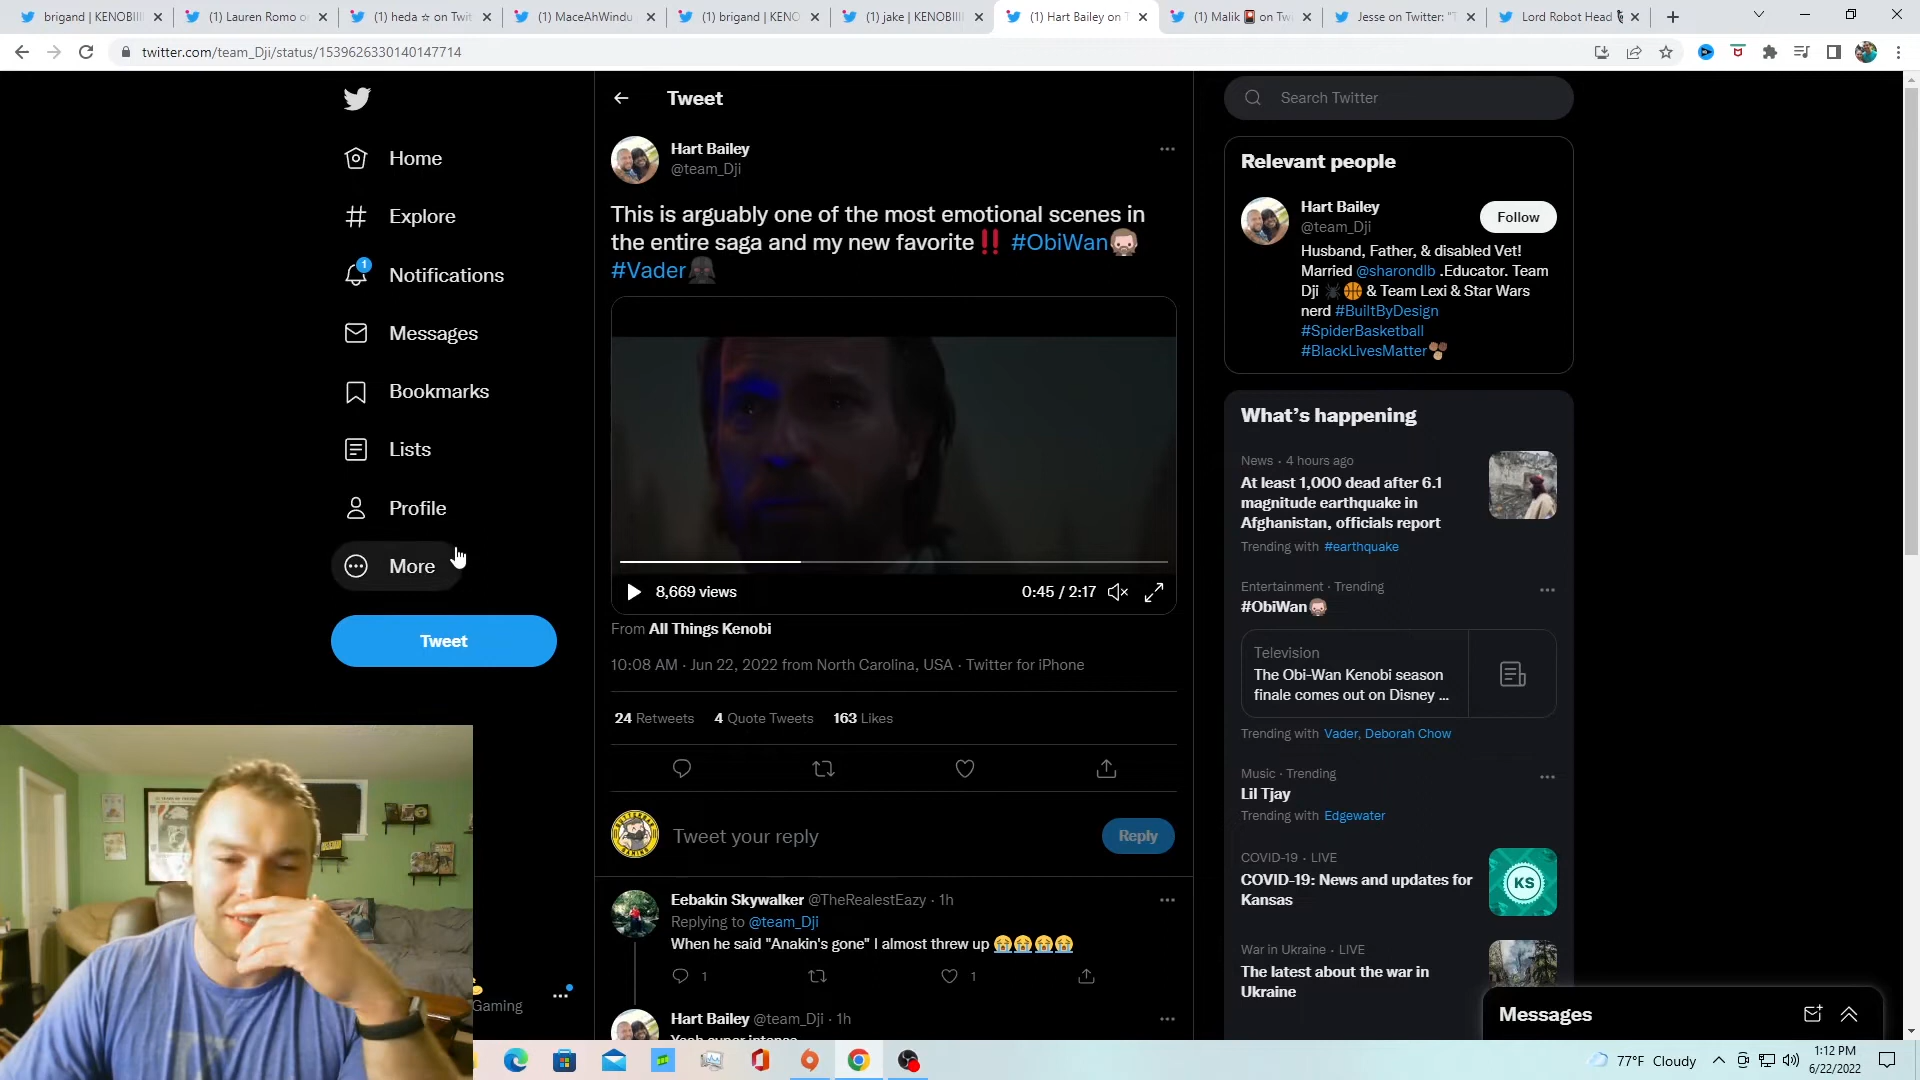 brigand | KENOBIIII
(1) Lauren Romo o
(1) heda ☆ on Twit
(1) MaceAhWindu
(1) brigand | KENO
(1) jake | KENOBIIII
(1) Hart Bailey on T
(1) Malik 🎴 on Tw
Jesse on Twitter: "T
Lord Robot Head
twitter.com/team_Dji/status/1539626330140147714
Home
Explore
1
Notifications
Messages
Bookmarks
Lists
Profile
More
Tweet
Gaming
Tweet
Hart Bailey
@team_Dji
This is arguably one of the most emotional scenes in
the entire saga and my new favorite‼️ #ObiWan
#Vader
8,669 views
0:45 / 2:17
From All Things Kenobi
10:08 AM · Jun 22, 2022 from North Carolina, USA · Twitter for iPhone
24 Retweets 4 Quote Tweets 163 Likes
Tweet your reply
Reply
Eebakin Skywalker @TheRealestEazy · 1h
Replying to @team_Dji
When he said "Anakin's gone" I almost threw up 😭😭😭😭
1
1
Hart Bailey @team_Dji · 1h
Yeah super intense
Search Twitter
Relevant people
Hart Bailey
@team_Dji
Follow
Husband, Father, & disabled Vet!
Married @sharondlb .Educator. Team
Dji 🕷🏀 & Team Lexi & Star Wars
nerd #BuiltByDesign
#SpiderBasketball
#BlackLivesMatter
What's happening
News · 4 hours ago
At least 1,000 dead after 6.1
magnitude earthquake in
Afghanistan, officials report
Trending with #earthquake
Entertainment · Trending
#ObiWan
Television
The Obi-Wan Kenobi season
finale comes out on Disney ...
Trending with Vader, Deborah Chow
Music · Trending
Lil Tjay
Trending with Edgewater
COVID-19 · LIVE
COVID-19: News and updates for
Kansas
KS
War in Ukraine · LIVE
The latest about the war in
Ukraine
Messages
77°F Cloudy
1:12 PM
6/22/2022